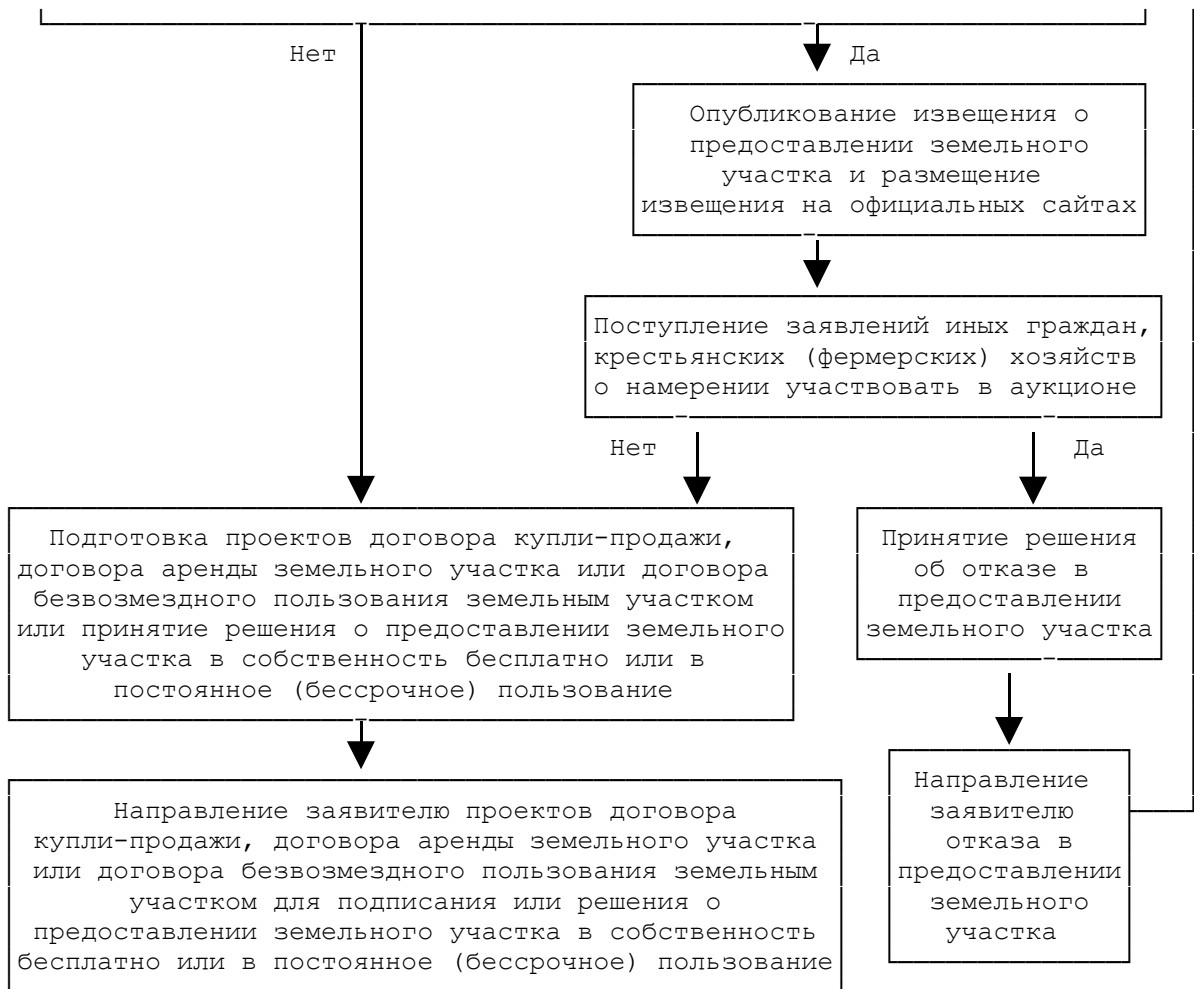 Нет
Да
Опубликование извещения о
предоставлении земельного
участка и размещение
извещения на официальных сайтах
Поступление заявлений иных граждан,
крестьянских (фермерских) хозяйств
о намерении участвовать в аукционе
Нет
Да
Подготовка проектов договора купли-продажи,
договора аренды земельного участка или договора
безвозмездного пользования земельным участком
или принятие решения о предоставлении земельного
участка в собственность бесплатно или в
постоянное (бессрочное) пользование
Принятие решения
об отказе в
предоставлении
земельного участка
Направление заявителю проектов договора
купли-продажи, договора аренды земельного участка
или договора безвозмездного пользования земельным
участком для подписания или решения о
предоставлении земельного участка в собственность
бесплатно или в постоянное (бессрочное) пользование
Направление
заявителю
отказа в
предоставлении
земельного
участка